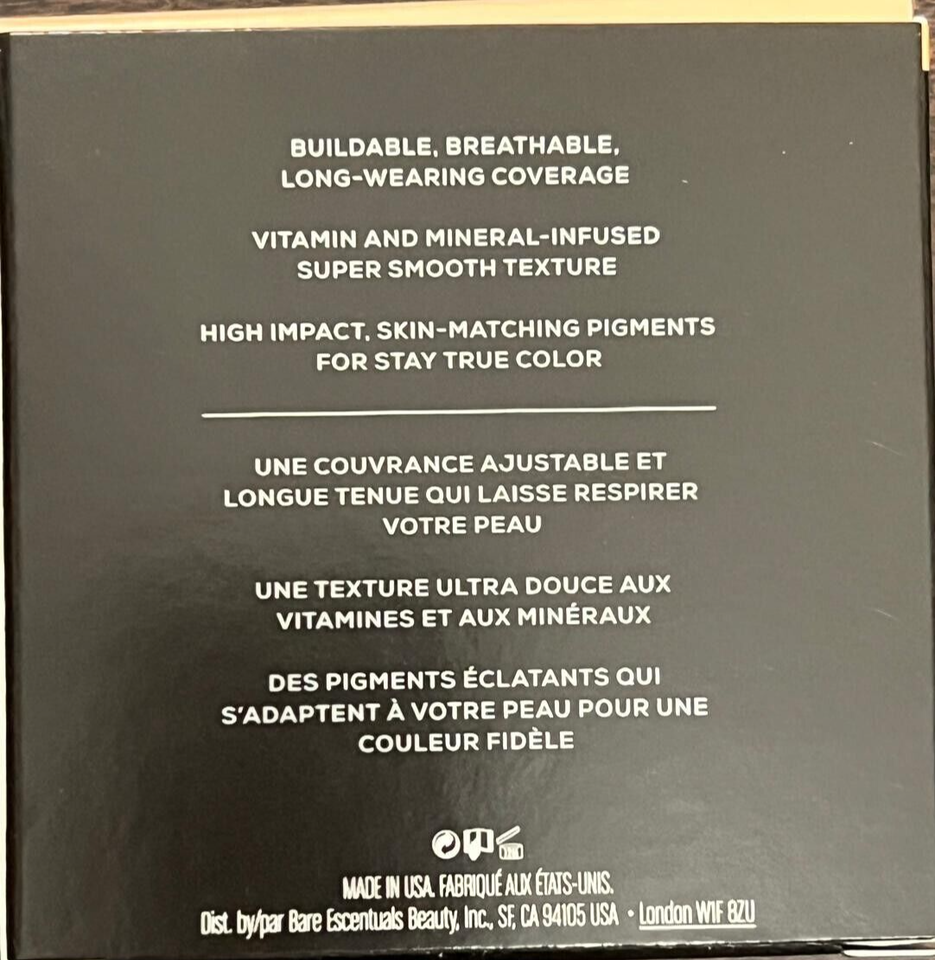 BUILDABLE, BREATHABLE,
LONG-WEARING COVERAGE
VITAMIN AND MINERAL-INFUSED
SUPER SMOOTH TEXTURE
HIGH IMPACT, SKIN-MATCHING PIGMENTS
FOR STAY TRUE COLOR
UNE COUVRANCE AJUSTABLE ET
LONGUE TENUE QUI LAISSE RESPIRER
VOTRE PEAU
UNE TEXTURE ULTRA DOUCE AUX
VITAMINES ET AUX MINÉRAUX
DES PIGMENTS ÉCLATANTS QUI
S'ADAPTENT À VOTRE PEAU POUR UNE
COULEUR FIDÈLE
MADE IN USA. FABRIQUÉ AUX ÉTATS-UNIS.
Dist. by/par Bare Escentuals Beauty, Inc., SF, CA 94105 USA • London W1F 8ZU